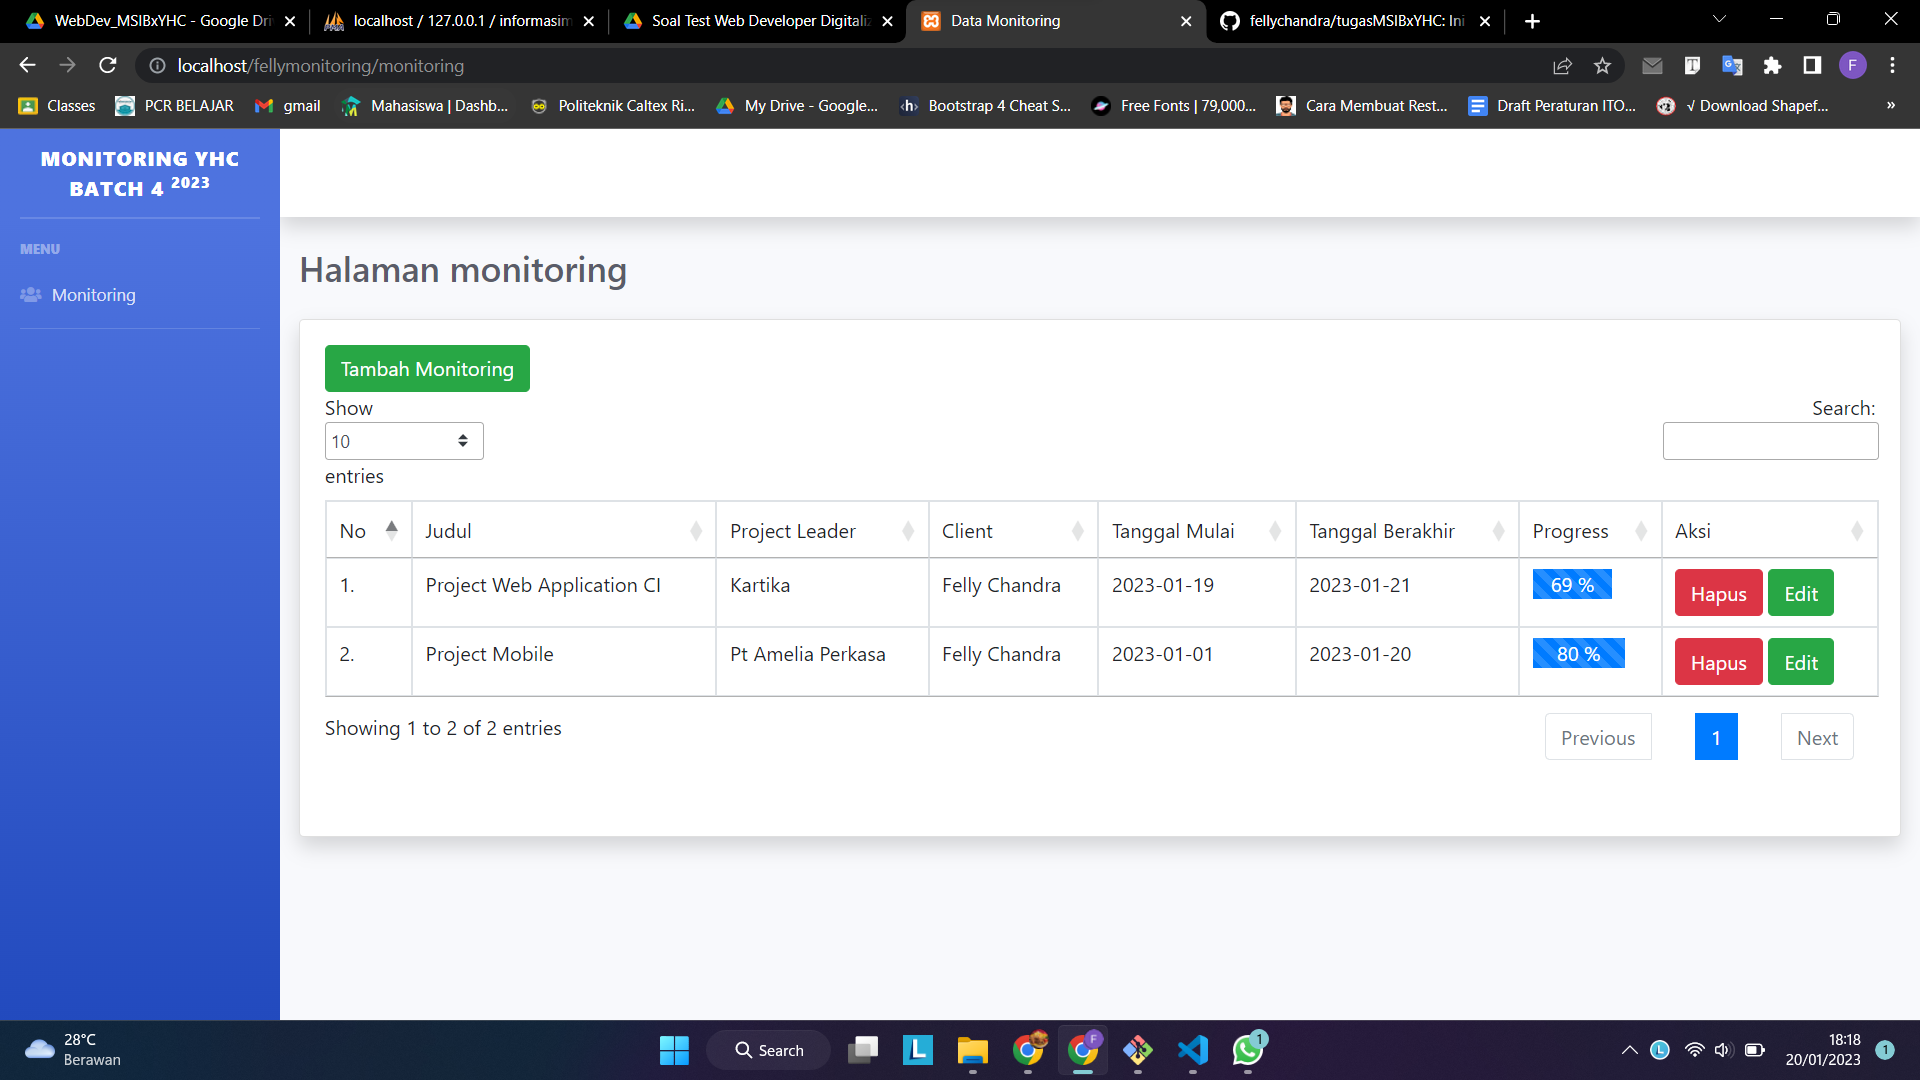 WebDev_MSIBxYHC - Google Dri
localhost / 127.0.0.1 / informasim
Soal Test Web Developer Digitaliz
Data Monitoring
fellychandra/tugasMSIBxYHC: Ini
localhost/fellymonitoring/monitoring
F
Classes
PCR BELAJAR
gmail
Mahasiswa | Dashb...
Politeknik Caltex Ri...
My Drive - Google...
Bootstrap 4 Cheat S...
Free Fonts | 79,000...
Cara Membuat Rest...
Draft Peraturan ITO...
√ Download Shapef...
»
MONITORING YHC
BATCH 4 2023
MENU
Monitoring
Halaman monitoring
Tambah Monitoring
Show
10
entries
Search:
No Judul Project Leader Client Tanggal Mulai Tanggal Berakhir Progress Aksi
1. Project Web Application CI Kartika Felly Chandra 2023-01-19 2023-01-21 69 % Hapus Edit
2. Project Mobile Pt Amelia Perkasa Felly Chandra 2023-01-01 2023-01-20 80 % Hapus Edit
Showing 1 to 2 of 2 entries
Previous 1 Next
28°C
Berawan
Search
L
F
1
L
18:18
20/01/2023
1